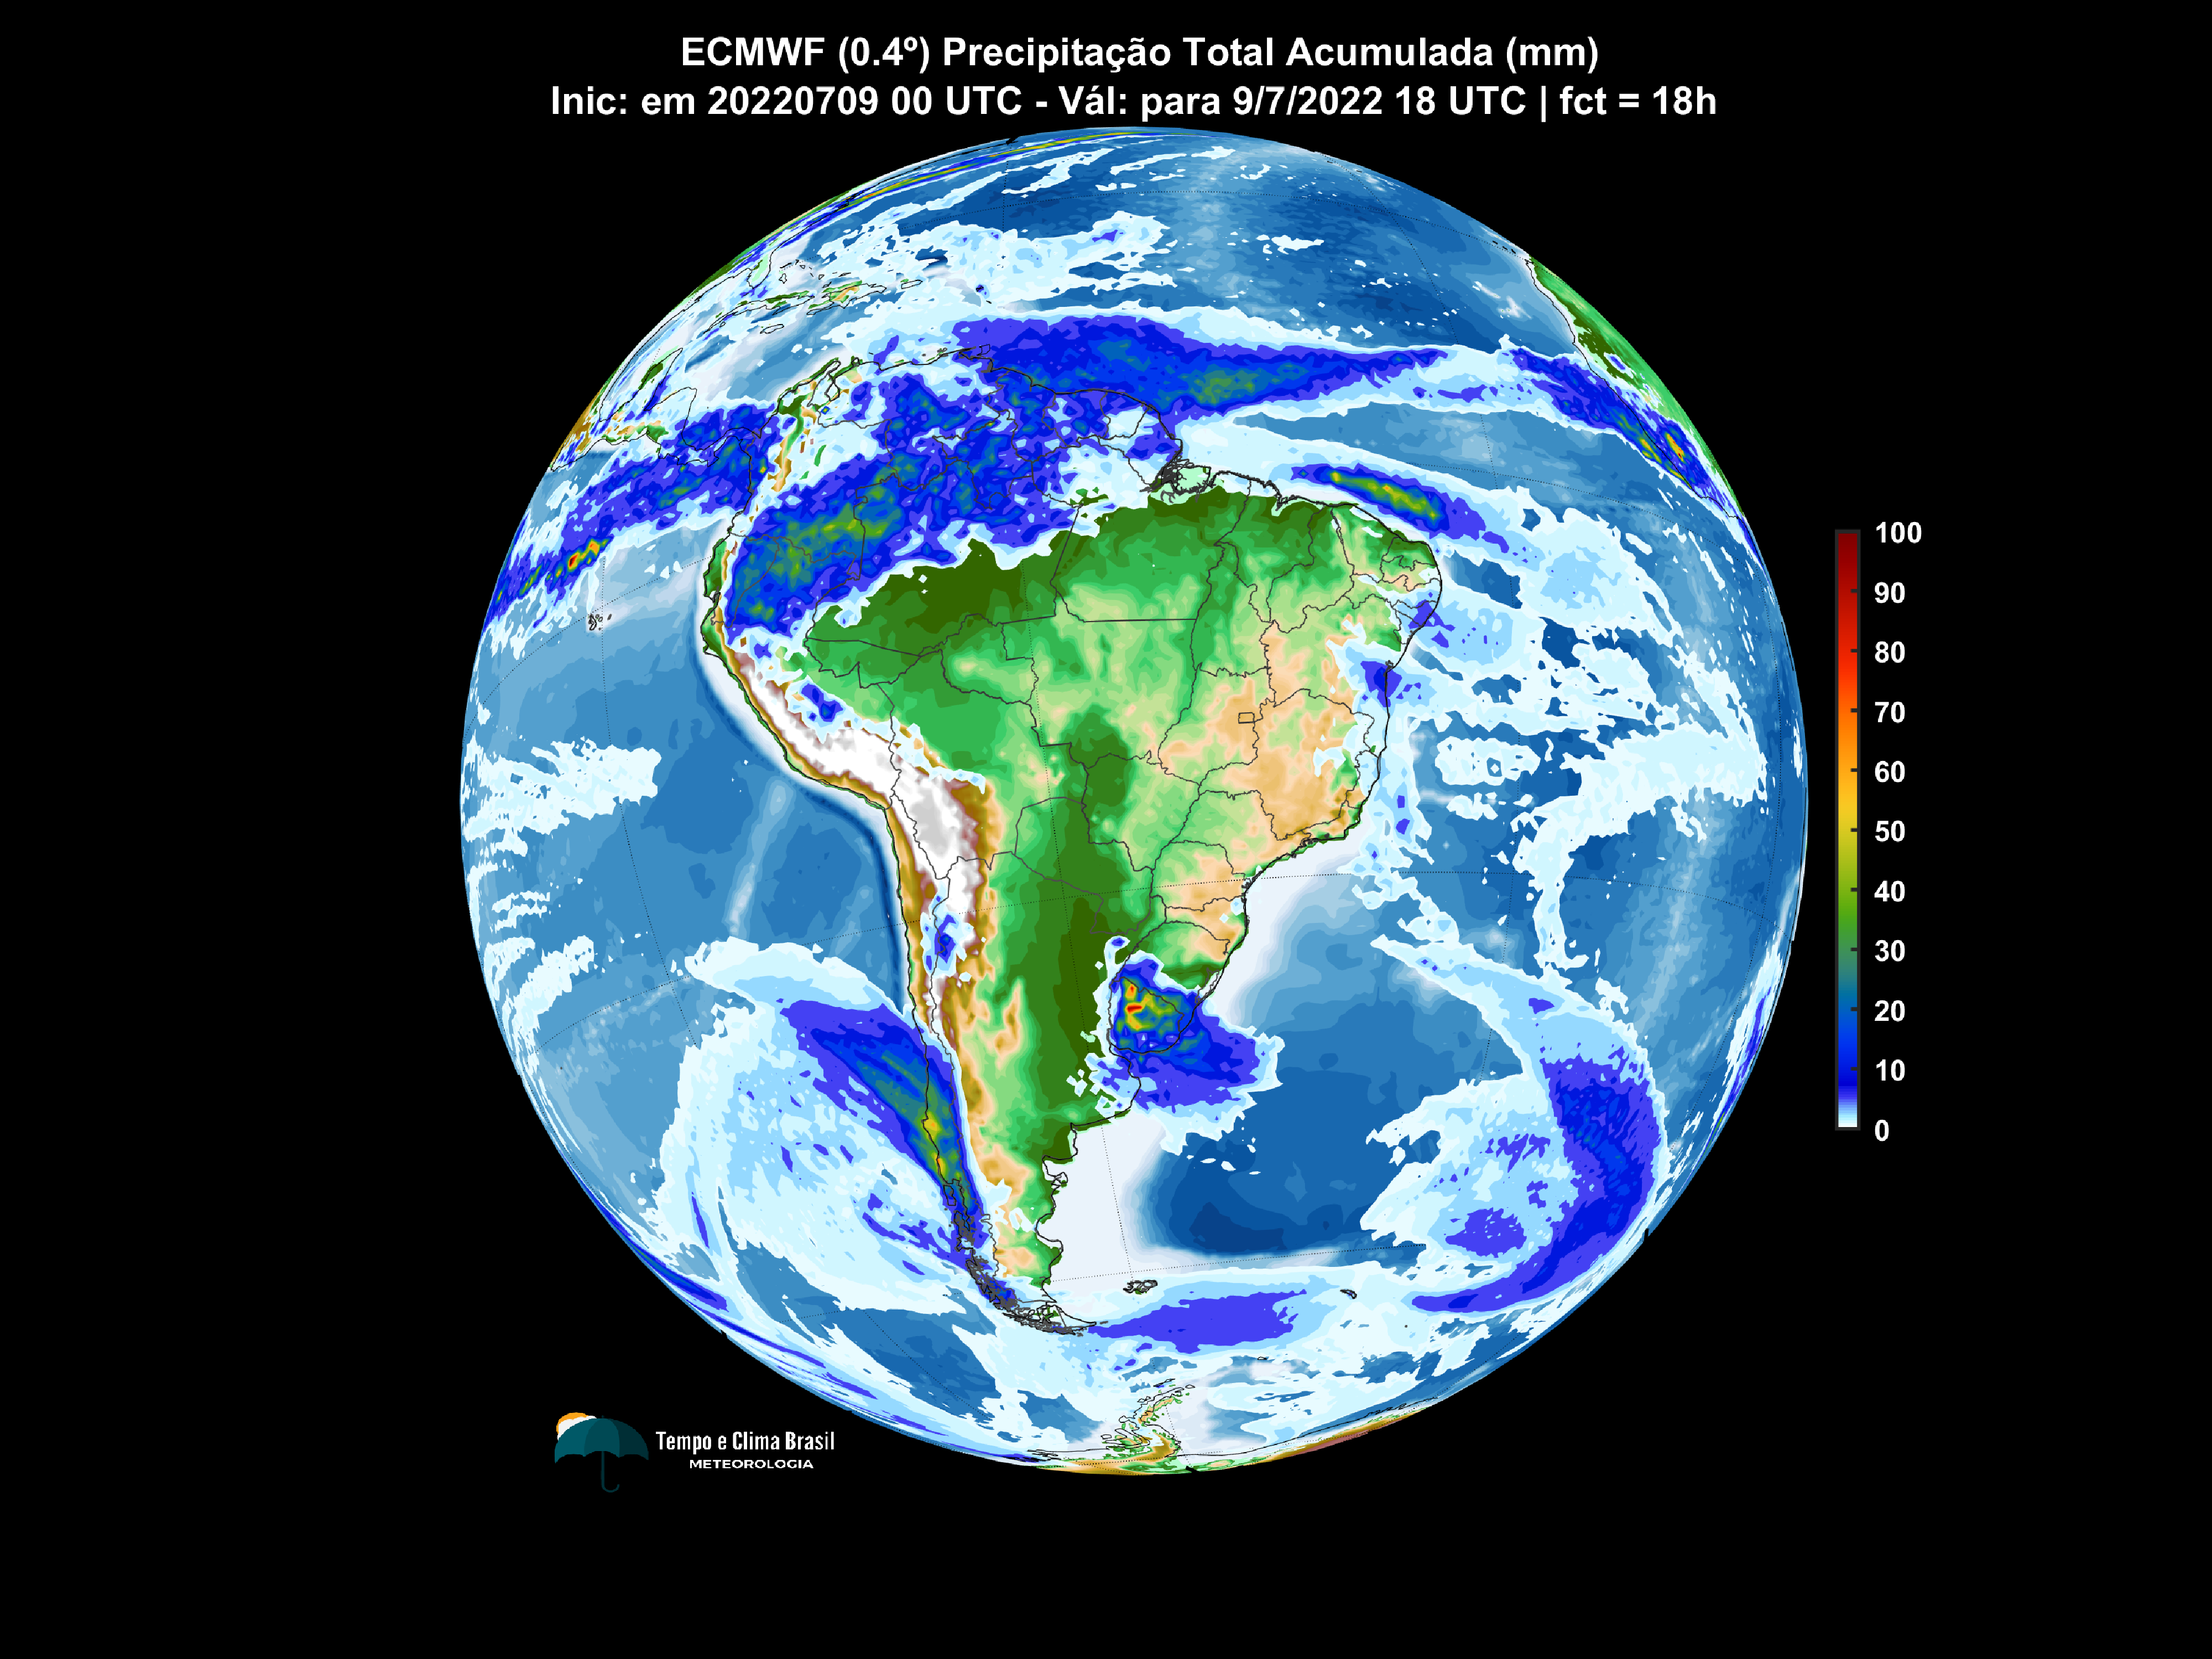 ECMWF (0.4º) Precipitação Total Acumulada (mm)
Inic: em 20220709 00 UTC - Vál: para 9/7/2022 18 UTC | fct = 18h
100
90
80
70
60
50
40
30
20
10
0
Tempo e Clima Brasil
METEOROLOGIA